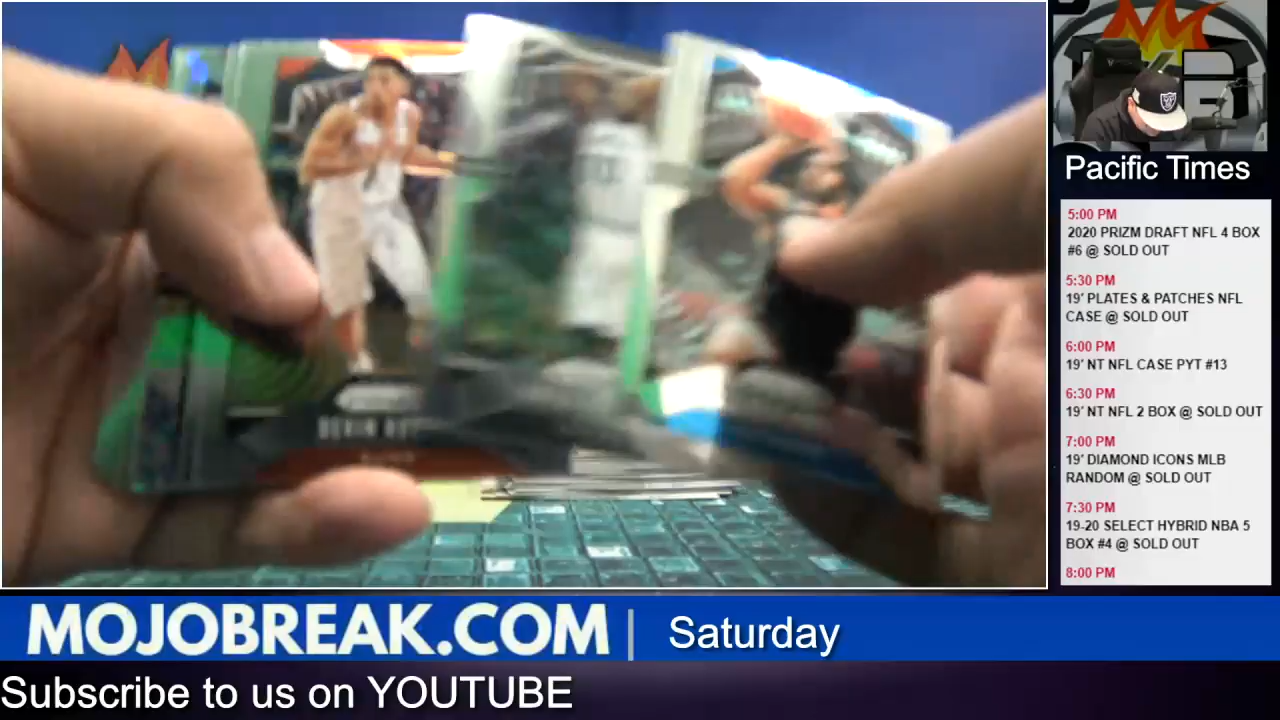 Pacific Times
5:00 PM
2020 PRIZM DRAFT NFL 4 BOX
#6 @ SOLD OUT
5:30 PM
19' PLATES & PATCHES NFL
CASE @ SOLD OUT
6:00 PM
19' NT NFL CASE PYT #13
6:30 PM
19' NT NFL 2 BOX @ SOLD OUT
7:00 PM
19' DIAMOND ICONS MLB
RANDOM @ SOLD OUT
7:30 PM
19-20 SELECT HYBRID NBA 5
BOX #4 @ SOLD OUT
8:00 PM
MOJOBREAK.COM | Saturday
Subscribe to us on YOUTUBE